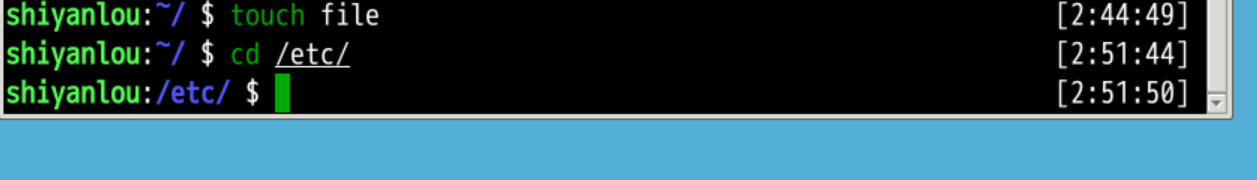 shiyanlou:~/ $ touch file [2:44:49]
shiyanlou:~/ $ cd /etc/ [2:51:44]
shiyanlou:/etc/ $ [2:51:50]